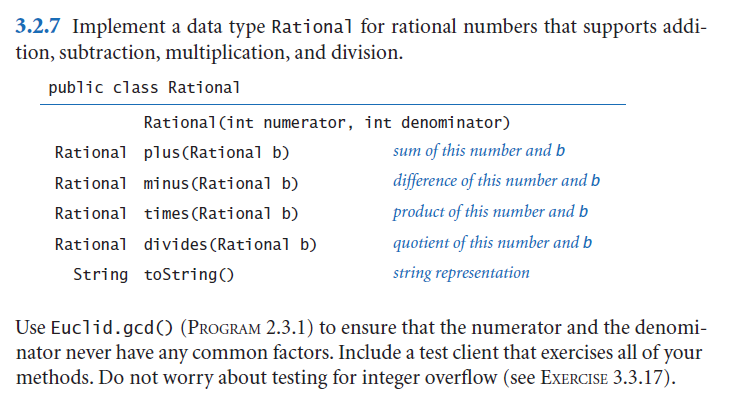 3.2.7 Implement a data type Rational for rational numbers that supports addi-
tion, subtraction, multiplication, and division.
public class Rational
Rational(int numerator, int denominator)
Rational plus(Rational b) sum of this number and b
Rational minus(Rational b) difference of this number and b
Rational times(Rational b) product of this number and b
Rational divides(Rational b) quotient of this number and b
String toString() string representation
Use Euclid.gcd() (PROGRAM 2.3.1) to ensure that the numerator and the denomi-
nator never have any common factors. Include a test client that exercises all of your
methods. Do not worry about testing for integer overflow (see EXERCISE 3.3.17).